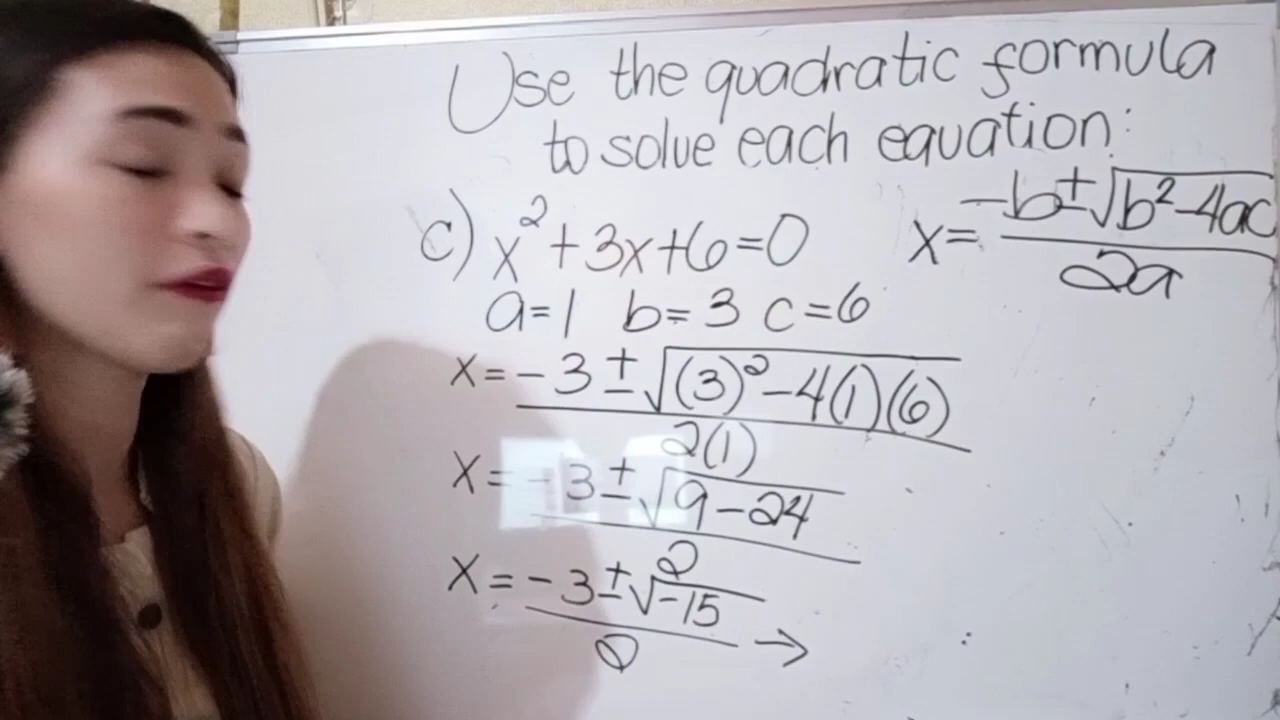 Use the quadratic formula
to solve each equation:
c) x²+3x+6=0
x= -b±√b²-4ac
2a
a=1 b=3 c=6
x= -3±√(3)²-4(1)(6)
2(1)
x= -3±√9-24
2
x= -3±√-15
2 →